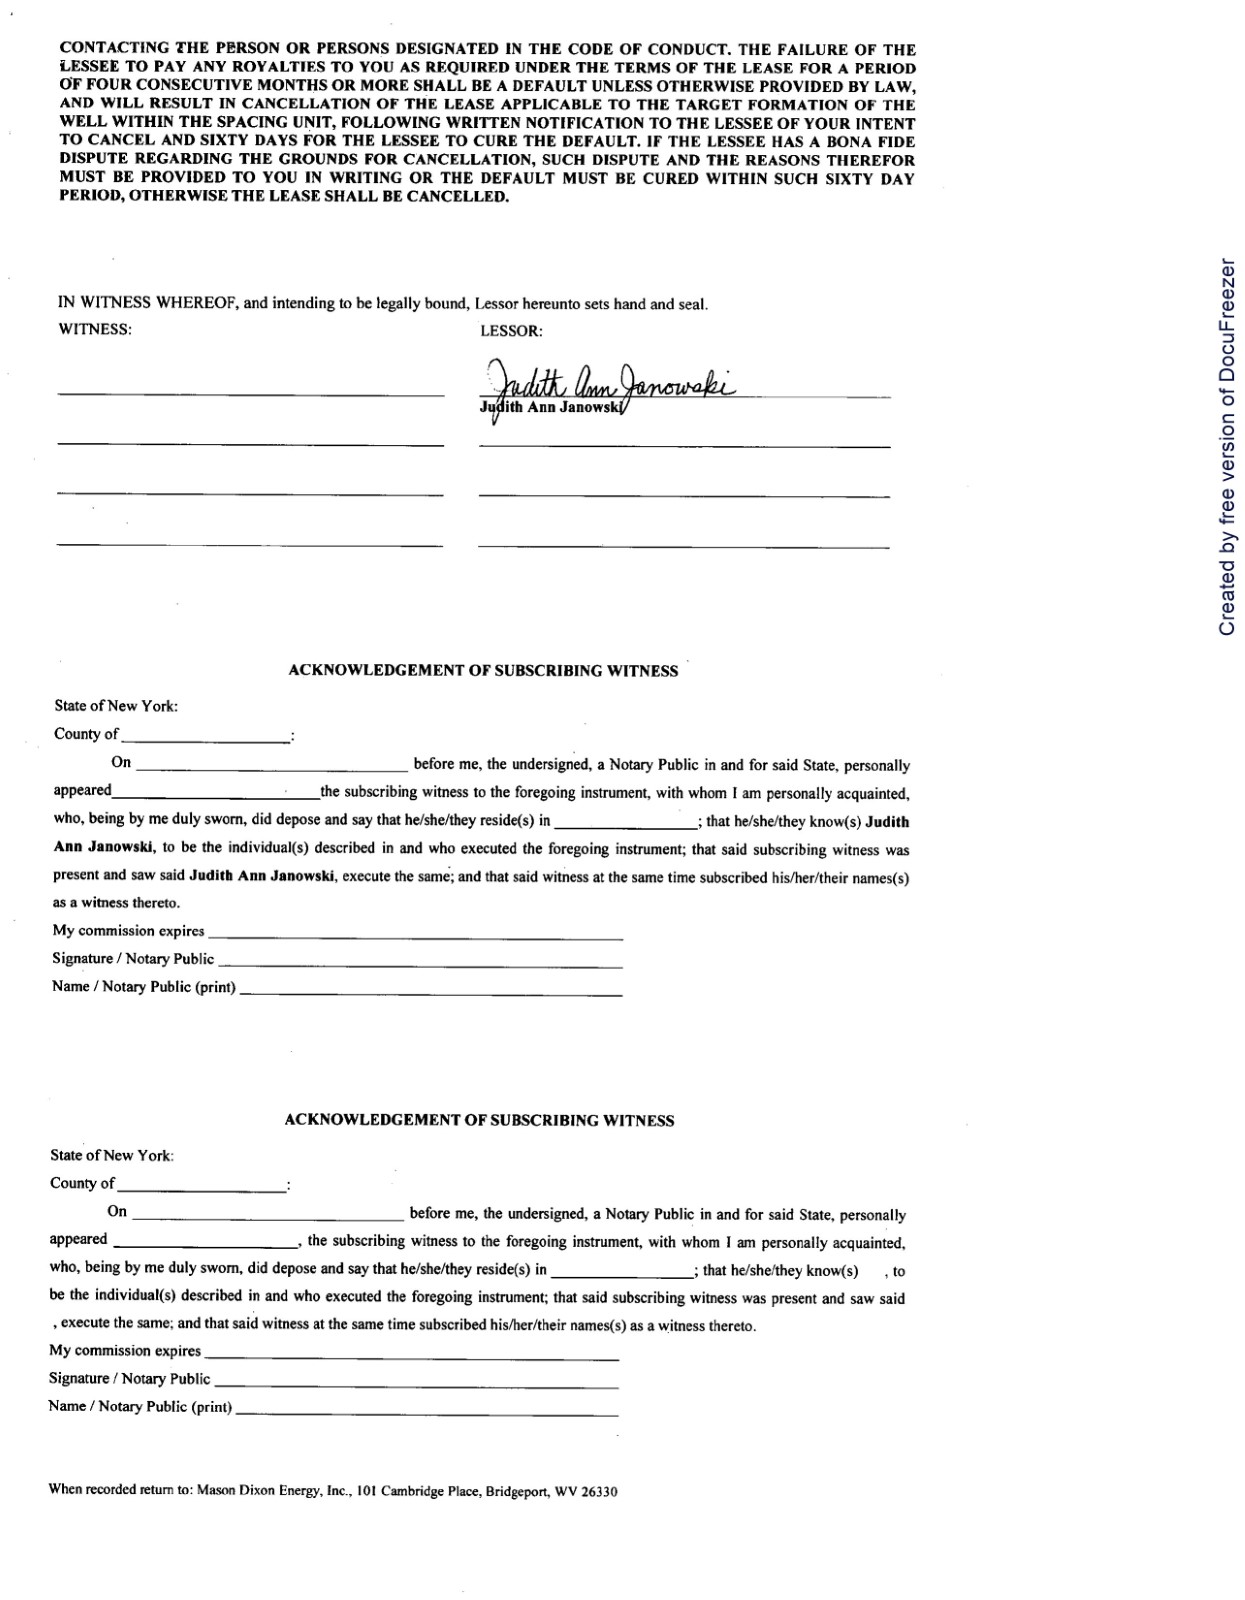 CONTACTING THE PERSON OR PERSONS DESIGNATED IN THE CODE OF CONDUCT. THE FAILURE OF THE
LESSEE TO PAY ANY ROYALTIES TO YOU AS REQUIRED UNDER THE TERMS OF THE LEASE FOR A PERIOD
OF FOUR CONSECUTIVE MONTHS OR MORE SHALL BE A DEFAULT UNLESS OTHERWISE PROVIDED BY LAW,
AND WILL RESULT IN CANCELLATION OF THE LEASE APPLICABLE TO THE TARGET FORMATION OF THE
WELL WITHIN THE SPACING UNIT, FOLLOWING WRITTEN NOTIFICATION TO THE LESSEE OF YOUR INTENT
TO CANCEL AND SIXTY DAYS FOR THE LESSEE TO CURE THE DEFAULT. IF THE LESSEE HAS A BONA FIDE
DISPUTE REGARDING THE GROUNDS FOR CANCELLATION, SUCH DISPUTE AND THE REASONS THEREFOR
MUST BE PROVIDED TO YOU IN WRITING OR THE DEFAULT MUST BE CURED WITHIN SUCH SIXTY DAY
PERIOD, OTHERWISE THE LEASE SHALL BE CANCELLED.
IN WITNESS WHEREOF, and intending to be legally bound, Lessor hereunto sets hand and seal.
WITNESS: LESSOR:
Judith Ann Janowski
Judith Ann Janowski
ACKNOWLEDGEMENT OF SUBSCRIBING WITNESS
State of New York:
County of ____________________:
On ____________________ before me, the undersigned, a Notary Public in and for said State, personally
appeared____________________the subscribing witness to the foregoing instrument, with whom I am personally acquainted,
who, being by me duly sworn, did depose and say that he/she/they reside(s) in ____________________; that he/she/they know(s) Judith
Ann Janowski, to be the individual(s) described in and who executed the foregoing instrument; that said subscribing witness was
present and saw said Judith Ann Janowski, execute the same; and that said witness at the same time subscribed his/her/their names(s)
as a witness thereto.
My commission expires ____________________
Signature / Notary Public ____________________
Name / Notary Public (print) ____________________
ACKNOWLEDGEMENT OF SUBSCRIBING WITNESS
State of New York:
County of ____________________:
On ____________________ before me, the undersigned, a Notary Public in and for said State, personally
appeared ____________________, the subscribing witness to the foregoing instrument, with whom I am personally acquainted,
who, being by me duly sworn, did depose and say that he/she/they reside(s) in ____________________; that he/she/they know(s) , to
be the individual(s) described in and who executed the foregoing instrument; that said subscribing witness was present and saw said
, execute the same; and that said witness at the same time subscribed his/her/their names(s) as a witness thereto.
My commission expires ____________________
Signature / Notary Public ____________________
Name / Notary Public (print) ____________________
When recorded return to: Mason Dixon Energy, Inc., 101 Cambridge Place, Bridgeport, WV 26330
Created by free version of DocuFreezer